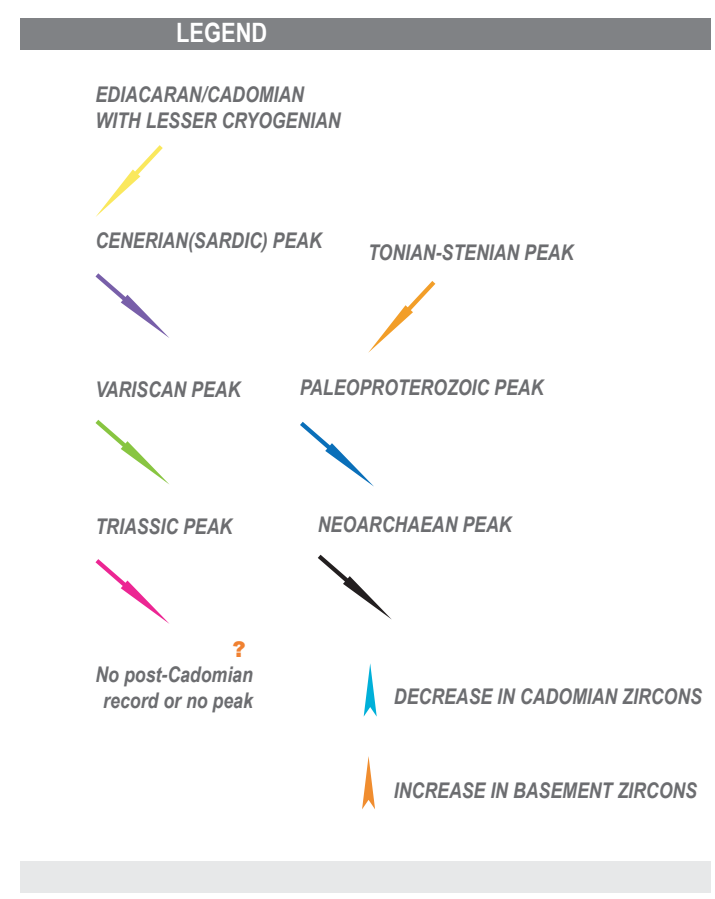 LEGEND
EDIACARAN/CADOMIAN
WITH LESSER CRYOGENIAN
CENERIAN(SARDIC) PEAK
TONIAN-STENIAN PEAK
VARISCAN PEAK
PALEOPROTEROZOIC PEAK
TRIASSIC PEAK
NEOARCHAEAN PEAK
?
No post-Cadomian
record or no peak
DECREASE IN CADOMIAN ZIRCONS
INCREASE IN BASEMENT ZIRCONS